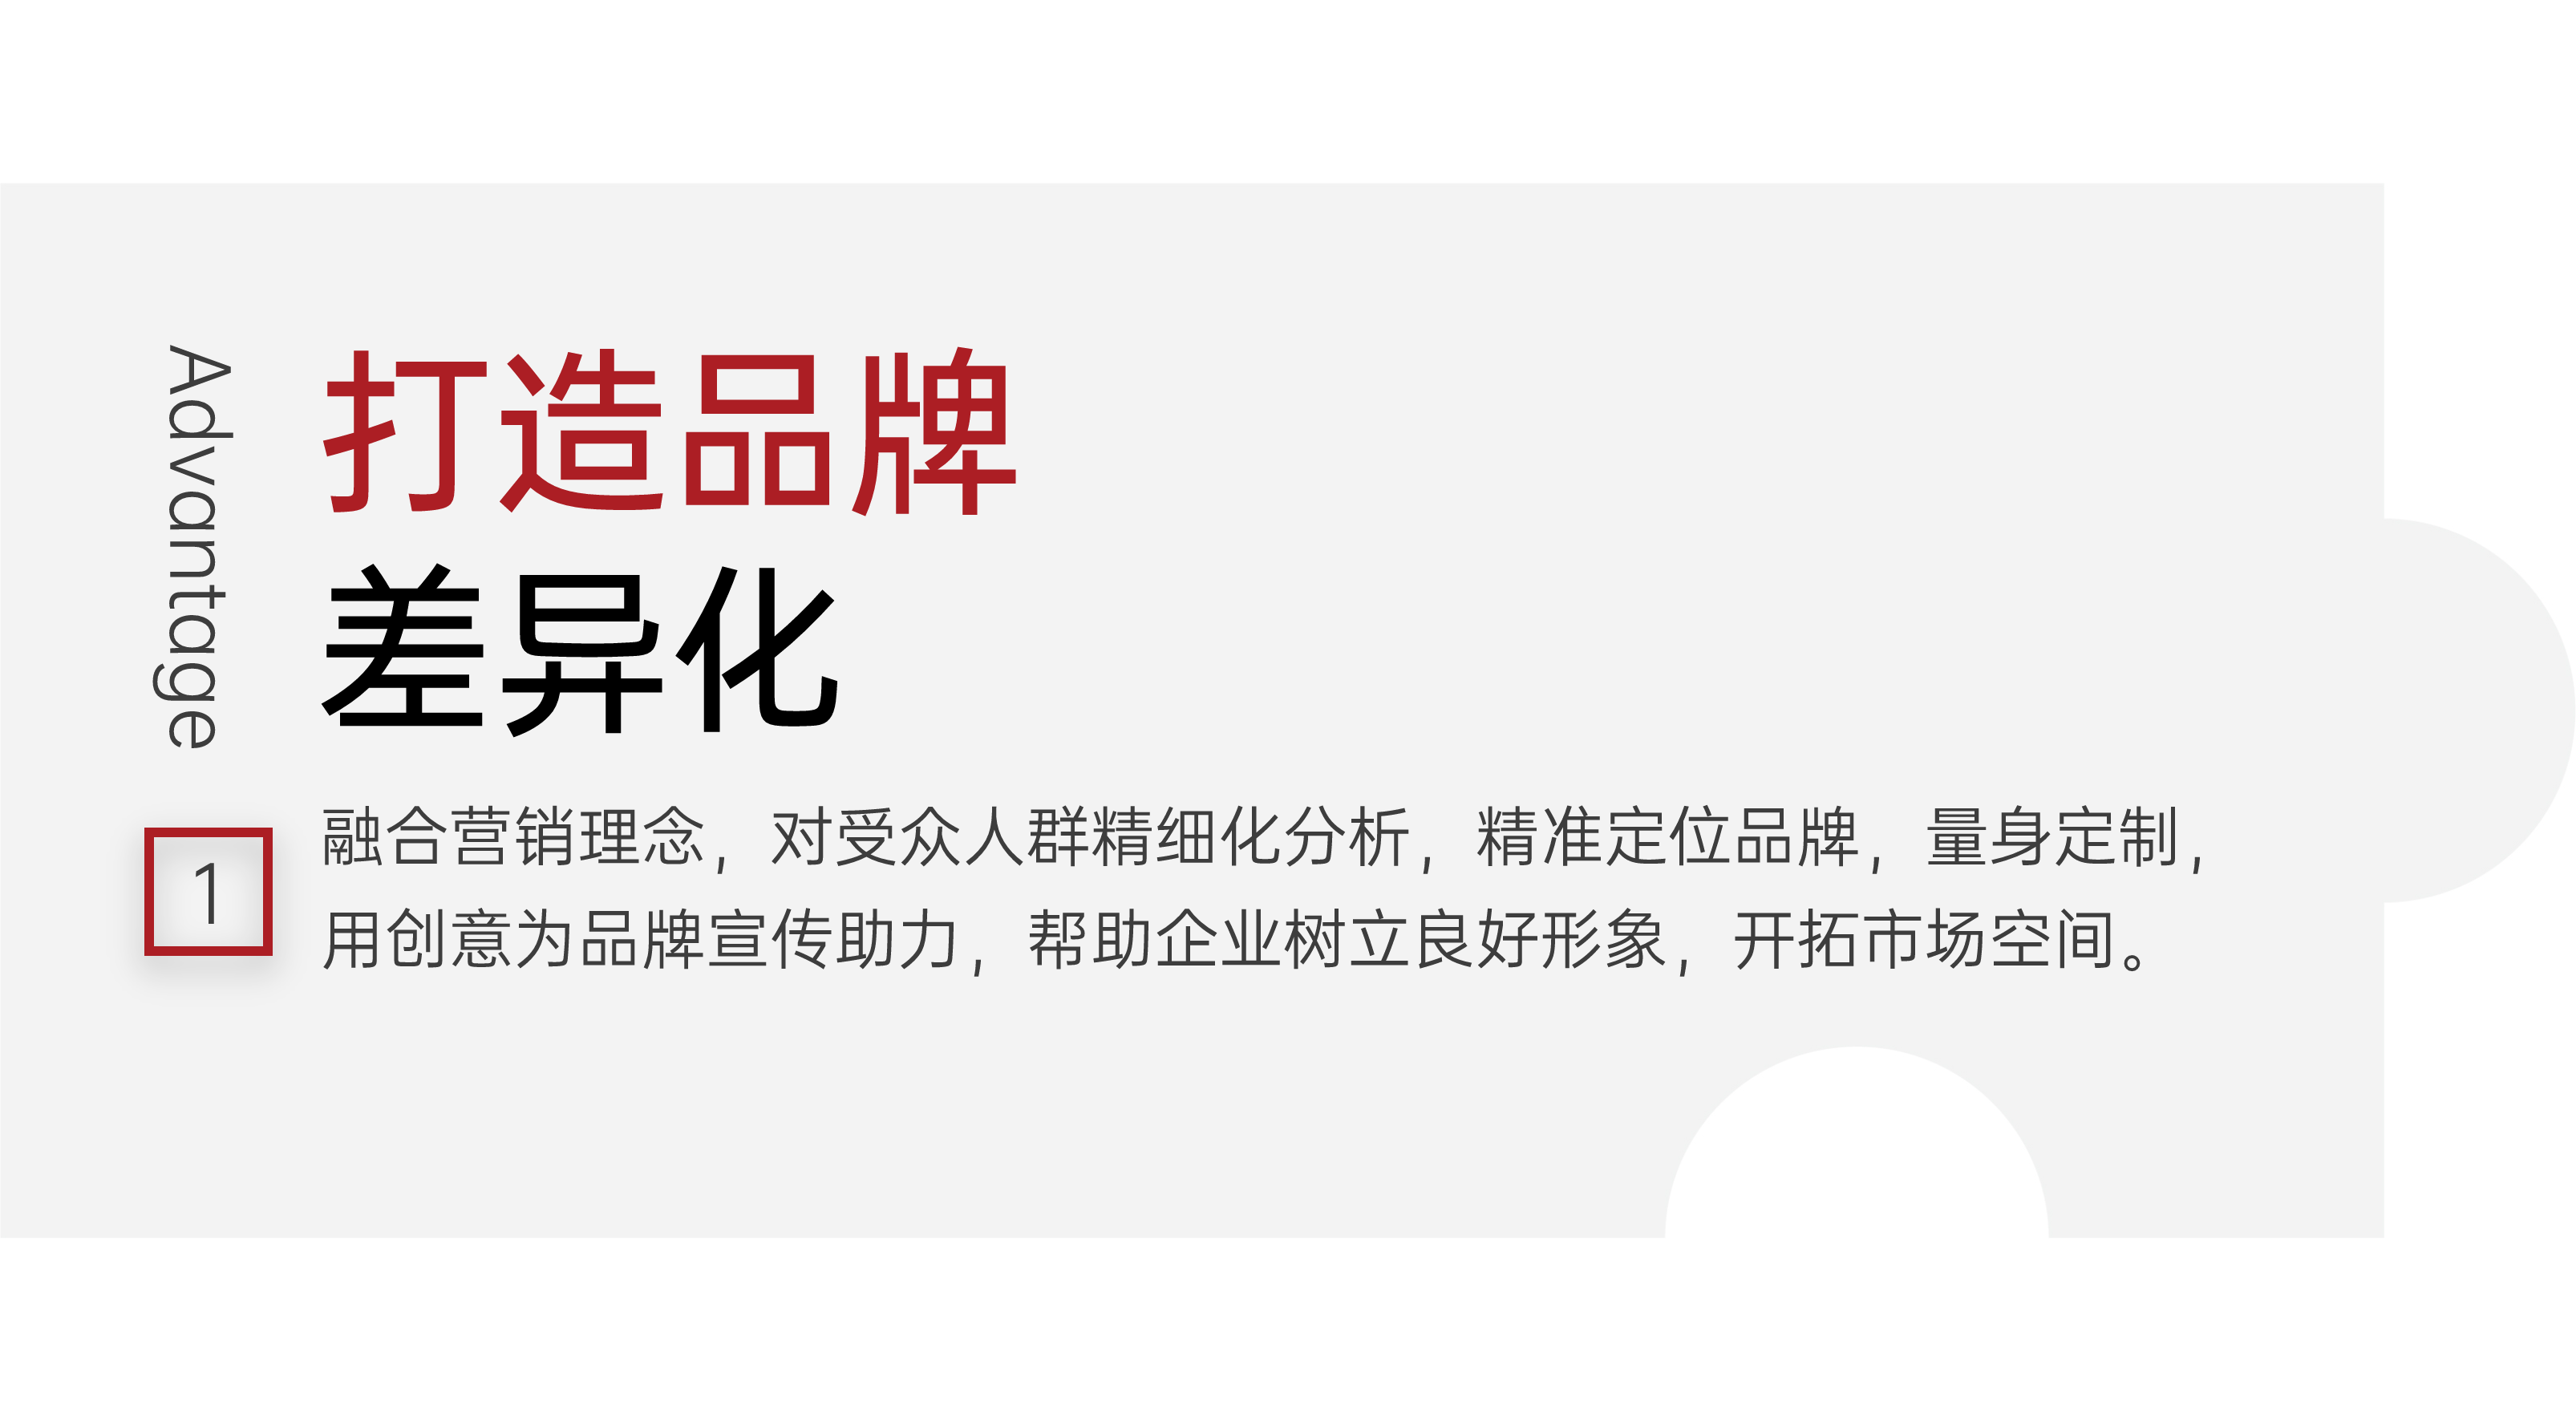 Advantage
1
打造品牌
差异化
融合营销理念，对受众人群精细化分析，精准定位品牌，量身定制，
用创意为品牌宣传助力，帮助企业树立良好形象，开拓市场空间。